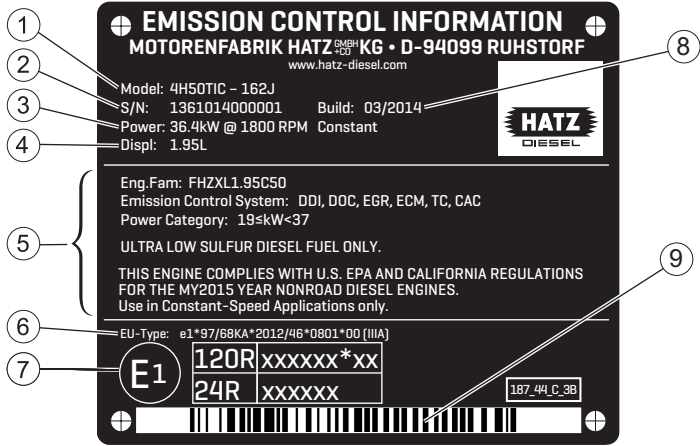 EMISSION CONTROL INFORMATION
MOTORENFABRIK HATZ GMBH +CO KG • D-94099 RUHSTORF
www.hatz-diesel.com
Model: 4H50TIC – 162J
S/N: 1361014000001 Build: 03/2014
Power: 36.4kW @ 1800 RPM Constant
Displ: 1.95L
HATZ
DIESEL
Eng.Fam: FHZXL1.95C50
Emission Control System: DDI, DOC, EGR, ECM, TC, CAC
Power Category: 19≤kW<37
ULTRA LOW SULFUR DIESEL FUEL ONLY.
THIS ENGINE COMPLIES WITH U.S. EPA AND CALIFORNIA REGULATIONS
FOR THE MY2015 YEAR NONROAD DIESEL ENGINES.
Use in Constant-Speed Applications only.
EU-Type: e1*97/68KA*2012/46*0801*00 (IIIA)
E1
120R xxxxxx*xx
24R xxxxxx
187_44_C_3B
1
2
3
4
5
6
7
8
9